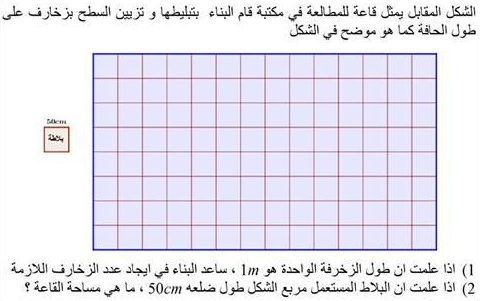 الشكل المقابل يمثل قاعة للمطالعة في مكتبة قام البناء بتبليطها و تزيين السطح بزخارف على
طول الحافة كما هو موضح في الشكل
50cm
بلاطة
1) اذا علمت ان طول الزخرفة الواحدة هو 1m ، ساعد البناء في ايجاد عدد الزخارف اللازمة
2) اذا علمت ان البلاط المستعمل مربع الشكل طول ضلعه 50cm ، ما هي مساحة القاعة ؟